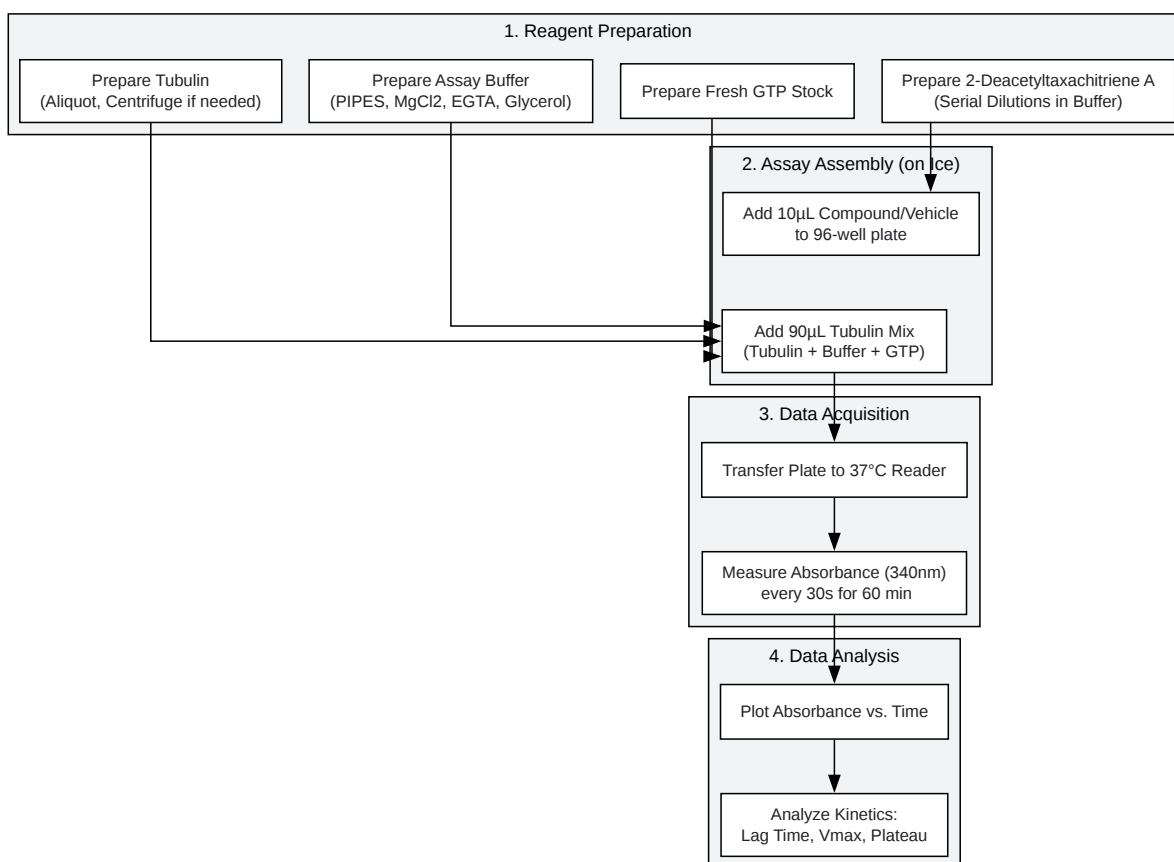 1. Reagent Preparation
Prepare Tubulin
(Aliquot, Centrifuge if needed)
Prepare Assay Buffer
(PIPES, MgCl2, EGTA, Glycerol)
Prepare Fresh GTP Stock
Prepare 2-Deacetyltaxachitriene A
(Serial Dilutions in Buffer)
2. Assay Assembly (on Ice)
Add 10µL Compound/Vehicle
to 96-well plate
Add 90µL Tubulin Mix
(Tubulin + Buffer + GTP)
3. Data Acquisition
Transfer Plate to 37°C Reader
Measure Absorbance (340nm)
every 30s for 60 min
4. Data Analysis
Plot Absorbance vs. Time
Analyze Kinetics:
Lag Time, Vmax, Plateau